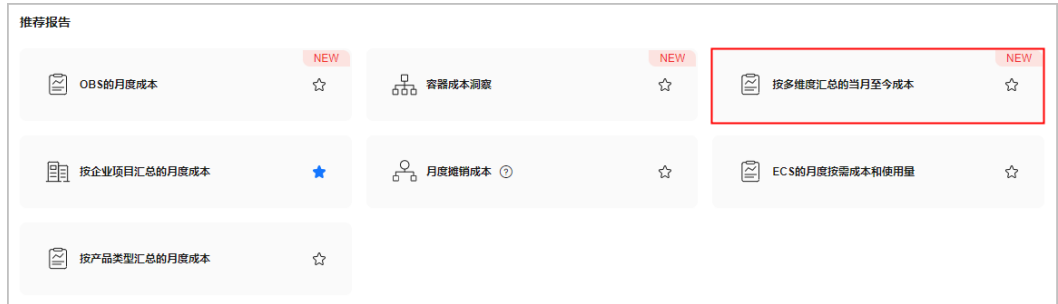 推荐报告
NEW
OBS的月度成本
NEW
容器成本洞察
NEW
按多维度汇总的当月至今成本
按企业项目汇总的月度成本
月度摊销成本 ?
ECS的月度按需成本和使用量
按产品类型汇总的月度成本